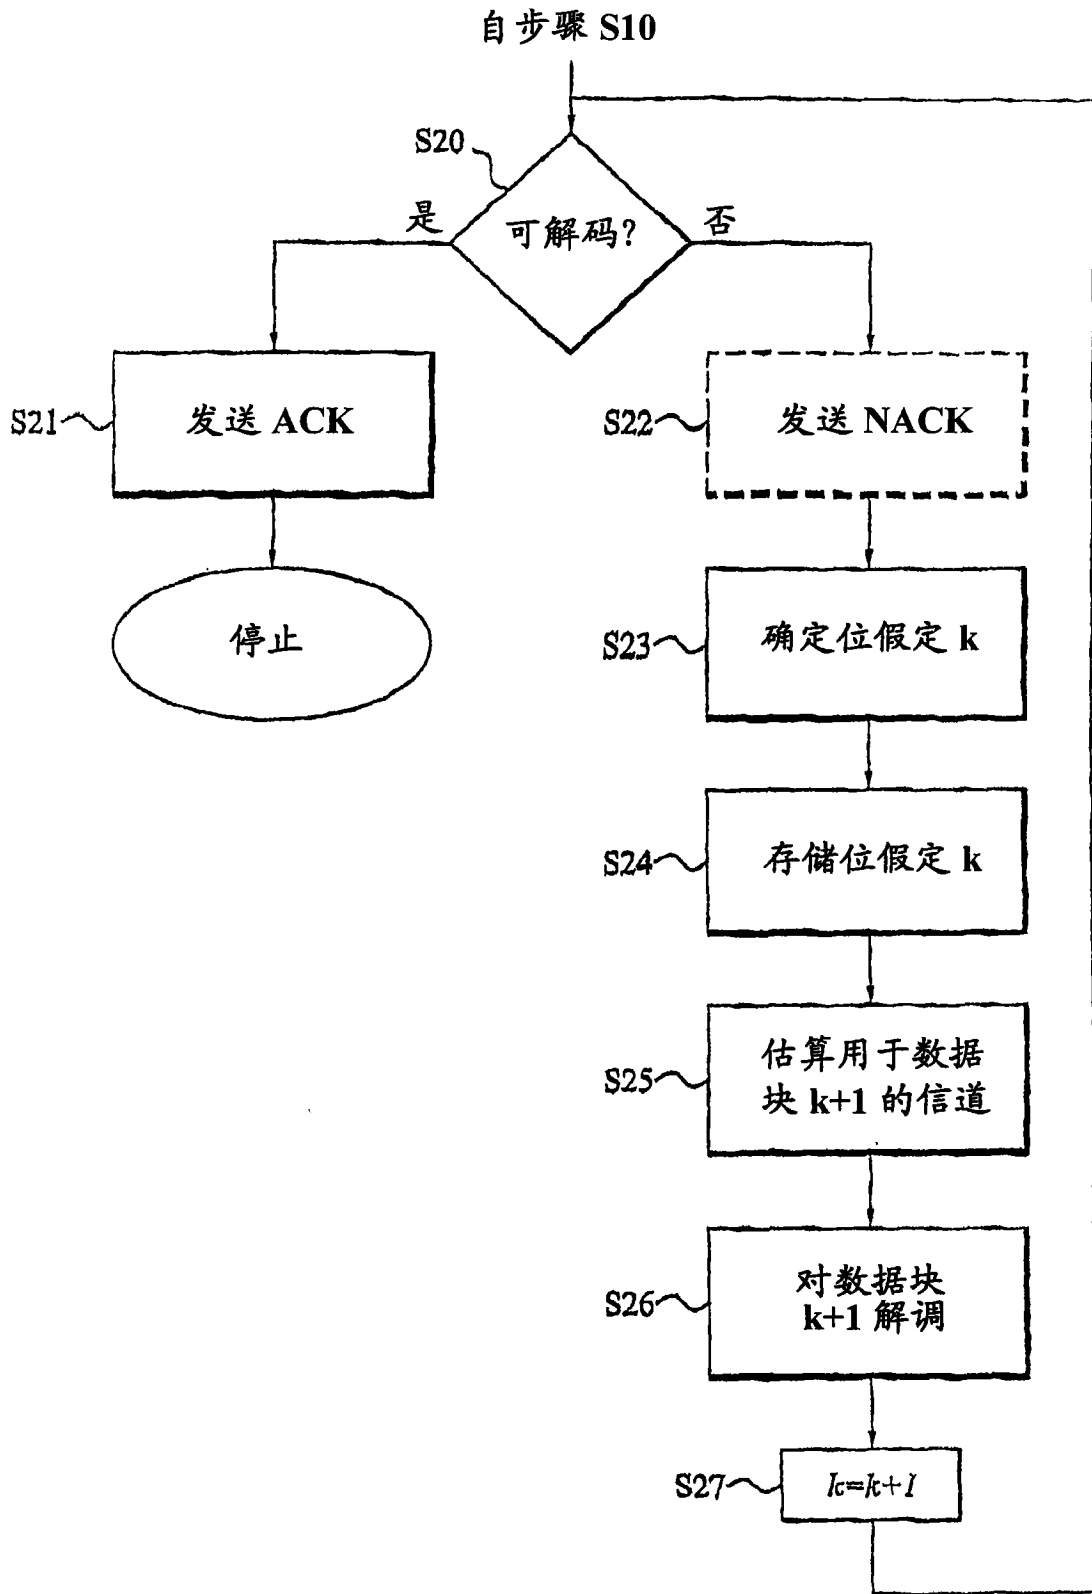 自步骤 S10
S20
是
可解码?
否
S21
发送 ACK
S22
发送 NACK
停止
S23
确定位假定 k
S24
存储位假定 k
S25
估算用于数据
块 k+1 的信道
S26
对数据块
k+1 解调
S27
k=k+1